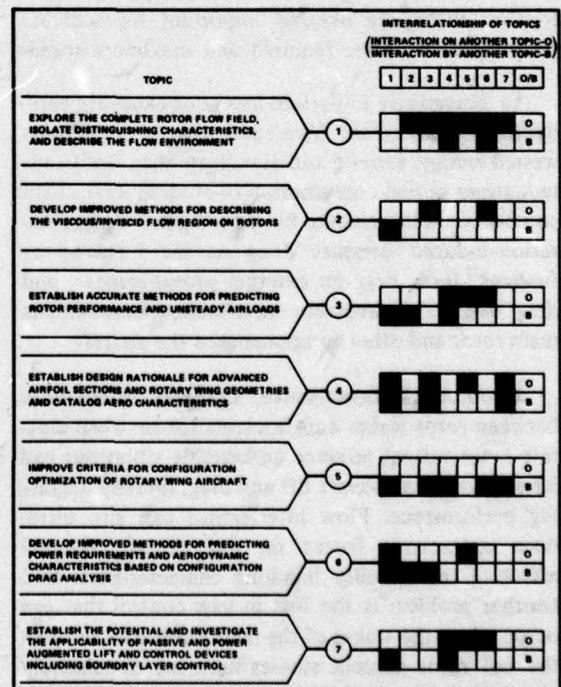 INTERRELATIONSHIP OF TOPICS
(INTERACTION ON ANOTHER TOPIC-O)
(INTERACTION BY ANOTHER TOPIC-B)
TOPIC
1 2 3 4 5 6 7 O/B
EXPLORE THE COMPLETE ROTOR FLOW FIELD,
ISOLATE DISTINGUISHING CHARACTERISTICS,
AND DESCRIBE THE FLOW ENVIRONMENT
1
O
B
DEVELOP IMPROVED METHODS FOR DESCRIBING
THE VISCOUS/INVISCID FLOW REGION ON ROTORS
2
O
B
ESTABLISH ACCURATE METHODS FOR PREDICTING
ROTOR PERFORMANCE AND UNSTEADY AIRLOADS
3
O
B
ESTABLISH DESIGN RATIONALE FOR ADVANCED
AIRFOIL SECTIONS AND ROTARY WING GEOMETRIES
AND CATALOG AERO CHARACTERISTICS
4
O
B
IMPROVE CRITERIA FOR CONFIGURATION
OPTIMIZATION OF ROTARY WING AIRCRAFT
5
O
B
DEVELOP IMPROVED METHODS FOR PREDICTING
POWER REQUIREMENTS AND AERODYNAMIC
CHARACTERISTICS BASED ON CONFIGURATION
DRAG ANALYSIS
6
O
B
ESTABLISH THE POTENTIAL AND INVESTIGATE
THE APPLICABILITY OF PASSIVE AND POWER
AUGMENTED LIFT AND CONTROL DEVICES
INCLUDING BOUNDRY LAYER CONTROL
7
O
B